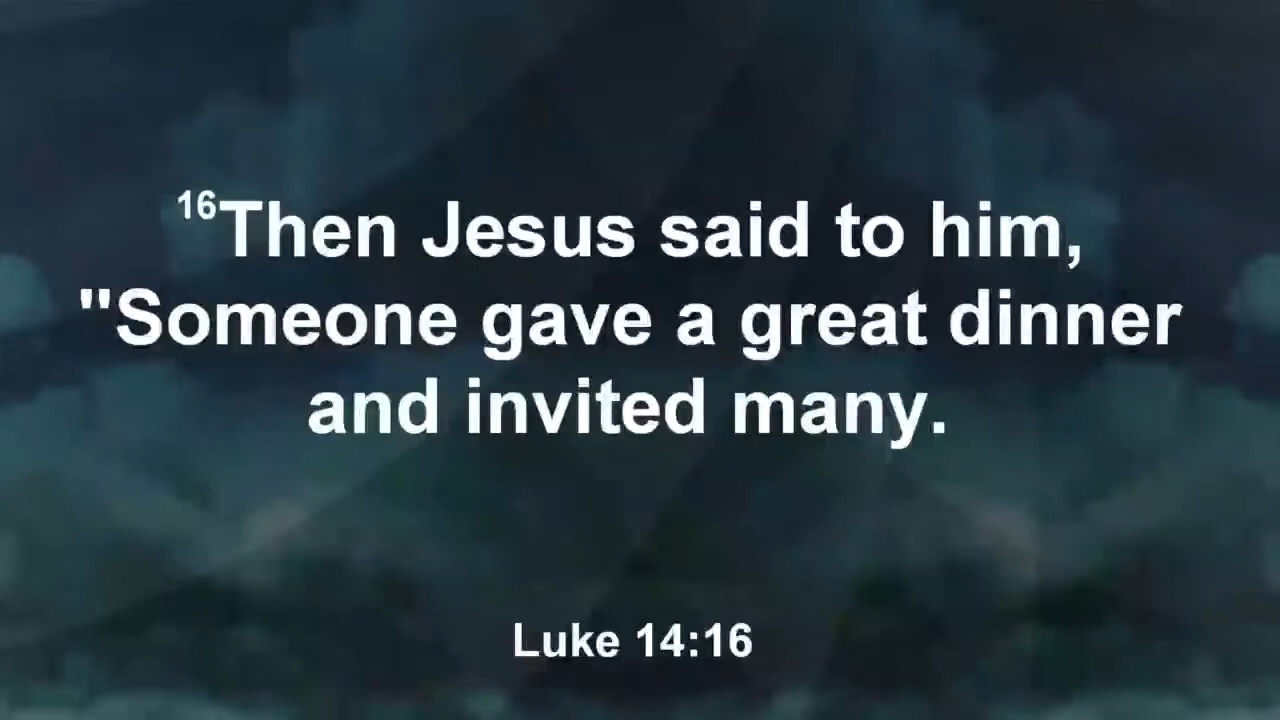 16Then Jesus said to him,
"Someone gave a great dinner
and invited many.
Luke 14:16